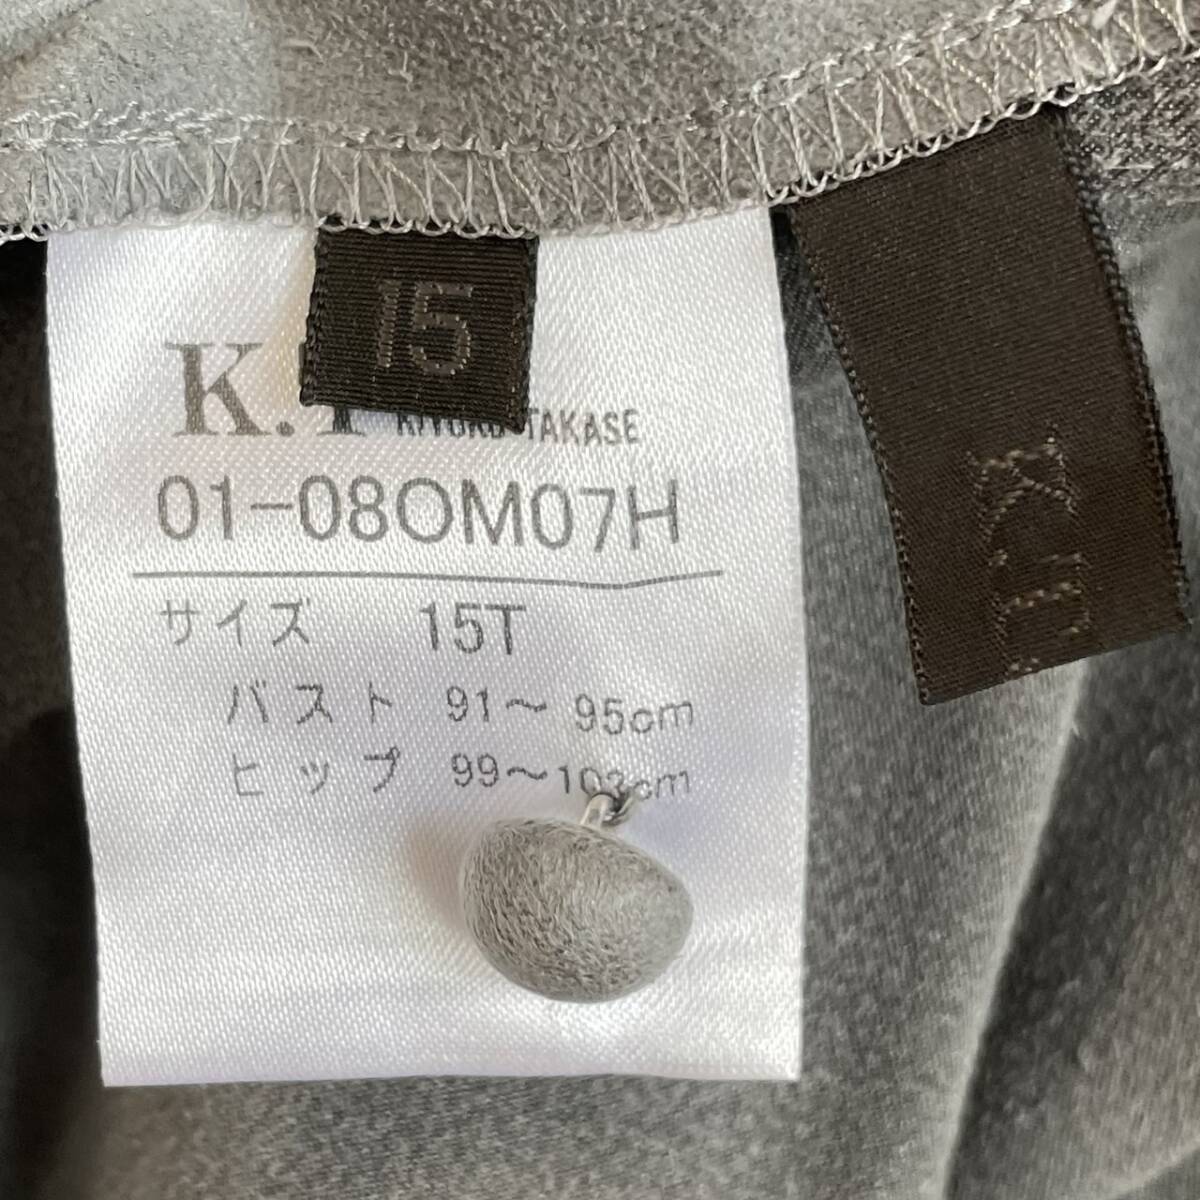 15
K.T KIYOKO TAKASE
01-08OM07H
サイズ 15T
バスト 91～95cm
ヒップ 99～103cm
K.T